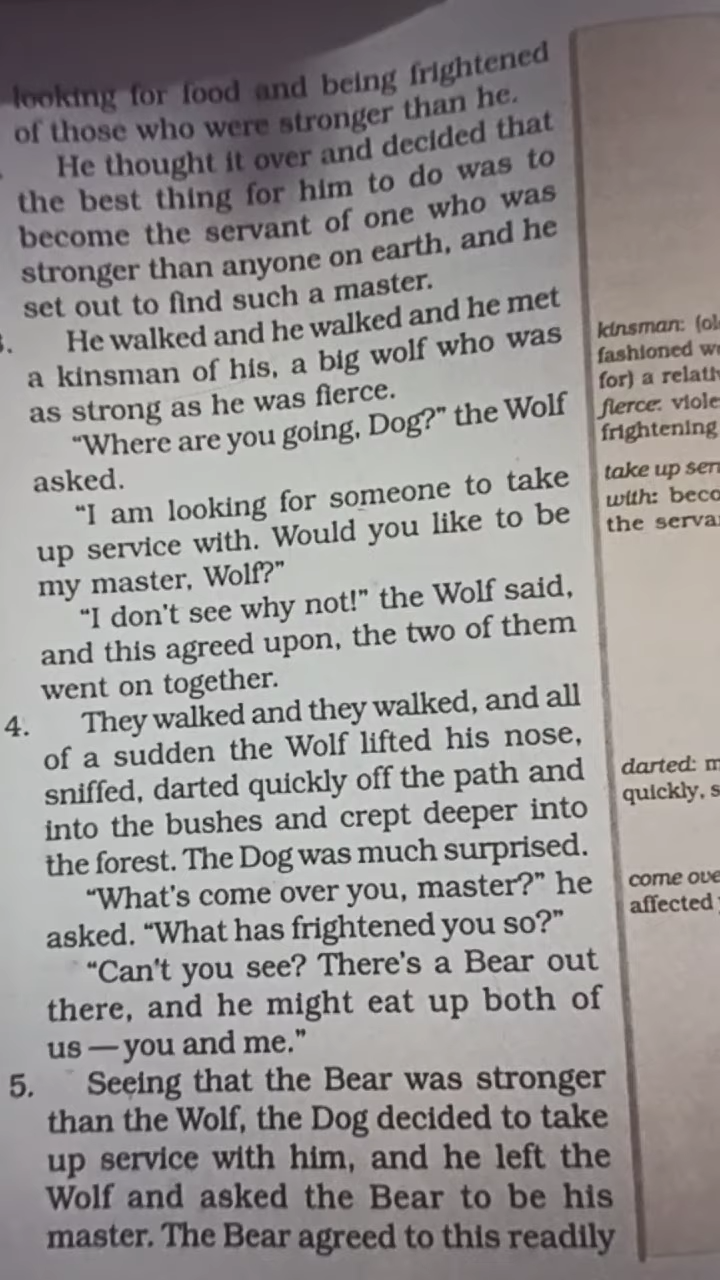 looking for food and being frightened
of those who were stronger than he.
He thought it over and decided that
the best thing for him to do was to
become the servant of one who was
stronger than anyone on earth, and he
set out to find such a master.
He walked and he walked and he met
a kinsman of his, a big wolf who was
as strong as he was fierce.
“Where are you going, Dog?” the Wolf
asked.
“I am looking for someone to take
up service with. Would you like to be
my master, Wolf?”
“I don't see why not!” the Wolf said,
and this agreed upon, the two of them
went on together.
4. They walked and they walked, and all
of a sudden the Wolf lifted his nose,
sniffed, darted quickly off the path and
into the bushes and crept deeper into
the forest. The Dog was much surprised.
“What's come over you, master?” he
asked. “What has frightened you so?”
“Can't you see? There's a Bear out
there, and he might eat up both of
us — you and me.”
5. Seeing that the Bear was stronger
than the Wolf, the Dog decided to take
up service with him, and he left the
Wolf and asked the Bear to be his
master. The Bear agreed to this readily
kinsman: (ol
fashioned w
for) a relati
fierce: viole
frightening
take up ser
with: beco
the serva
darted: m
quickly, s
come ove
affected